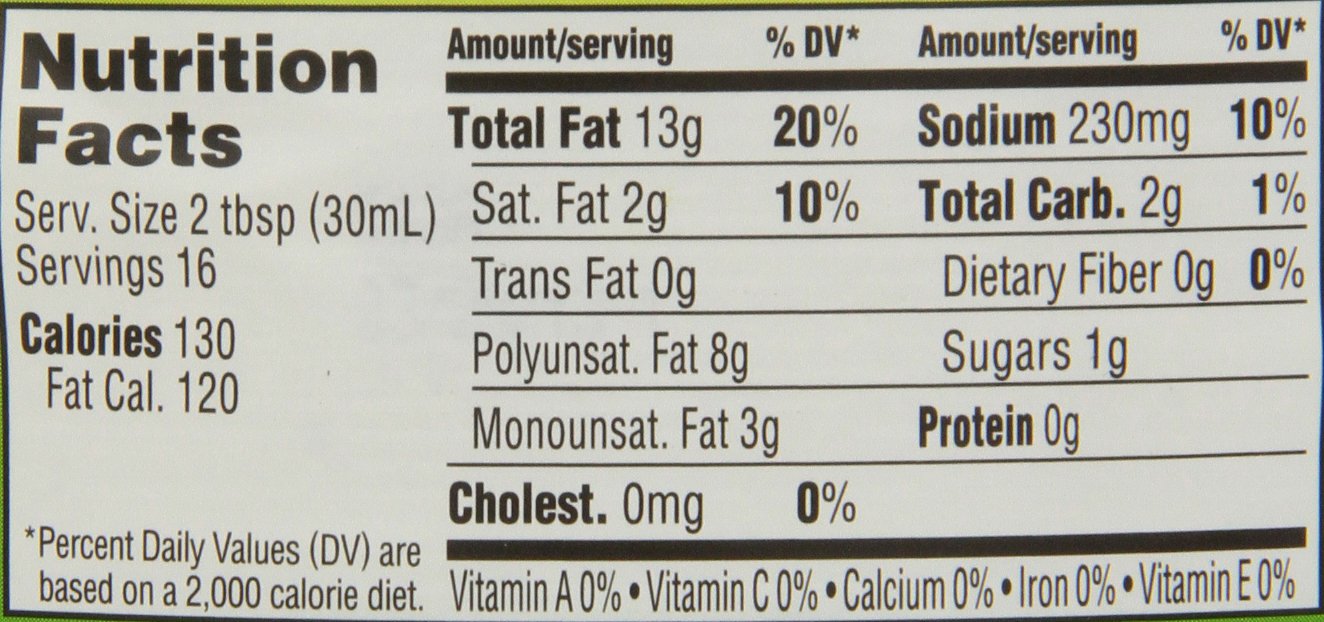 Nutrition
Facts
Serv. Size 2 tbsp (30mL)
Servings 16
Calories 130
Fat Cal. 120
*Percent Daily Values (DV) are
based on a 2,000 calorie diet.
Amount/serving % DV* Amount/serving % DV*
Total Fat 13g 20% Sodium 230mg 10%
Sat. Fat 2g 10% Total Carb. 2g 1%
Trans Fat 0g Dietary Fiber 0g 0%
Polyunsat. Fat 8g Sugars 1g
Monounsat. Fat 3g Protein 0g
Cholest. 0mg 0%
Vitamin A 0% • Vitamin C 0% • Calcium 0% • Iron 0% • Vitamin E 0%